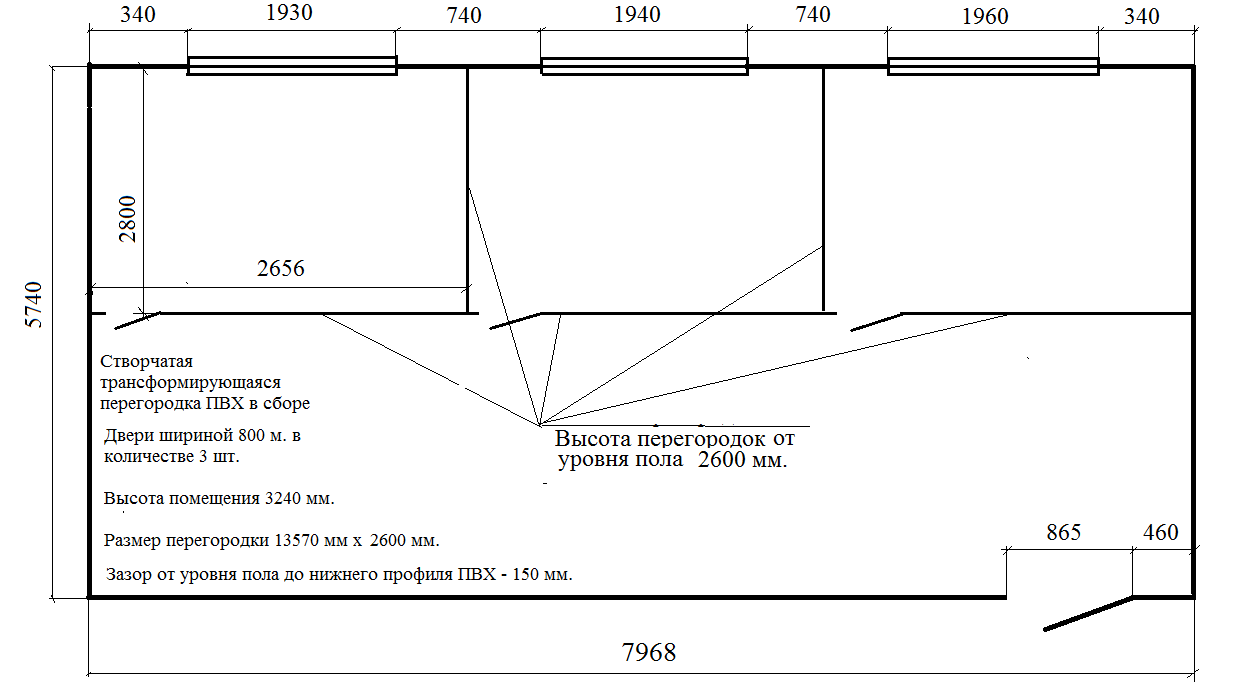 340 1930 740 1940 740 1960 340
2800
2656
5740
Створчатая
трансформирующаяся
перегородка ПВХ в сборе
Двери шириной 800 м. в
количестве 3 шт.
Высота перегородок от
уровня пола 2600 мм.
Высота помещения 3240 мм.
Размер перегородки 13570 мм х 2600 мм.
865 460
Зазор от уровня пола до нижнего профиля ПВХ - 150 мм.
7968